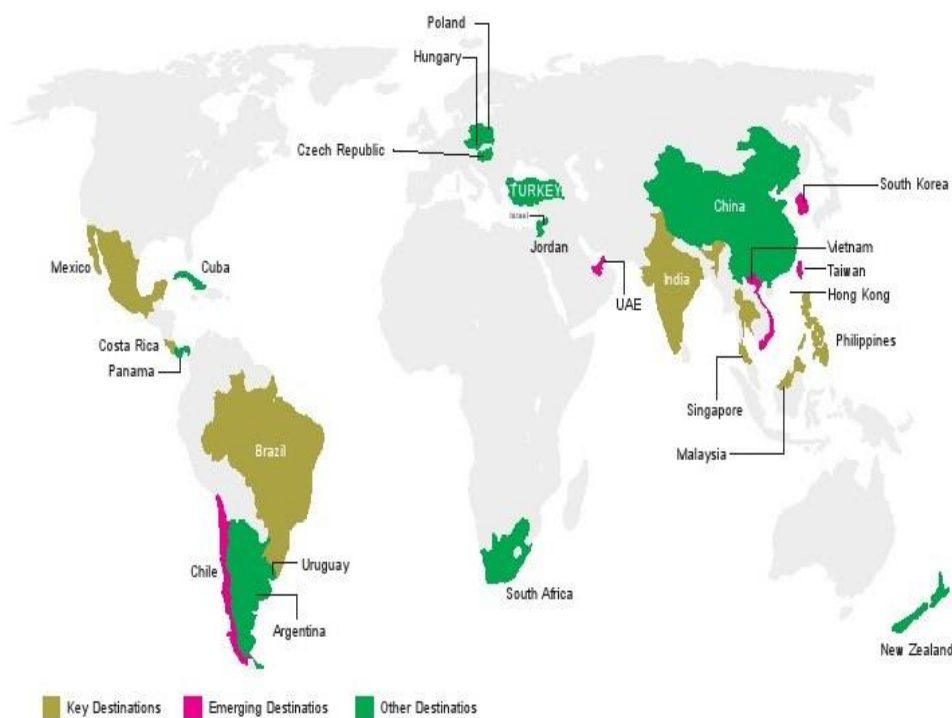 Poland
Hungary
Czech Republic
TURKEY
Israel
Jordan
China
South Korea
Vietnam
Taiwan
Hong Kong
India
UAE
Philippines
Singapore
Malaysia
Mexico
Cuba
Costa Rica
Panama
Brazil
Chile
Uruguay
Argentina
South Africa
New Zealand
Key Destinations
Emerging Destinatios
Other Destinatios